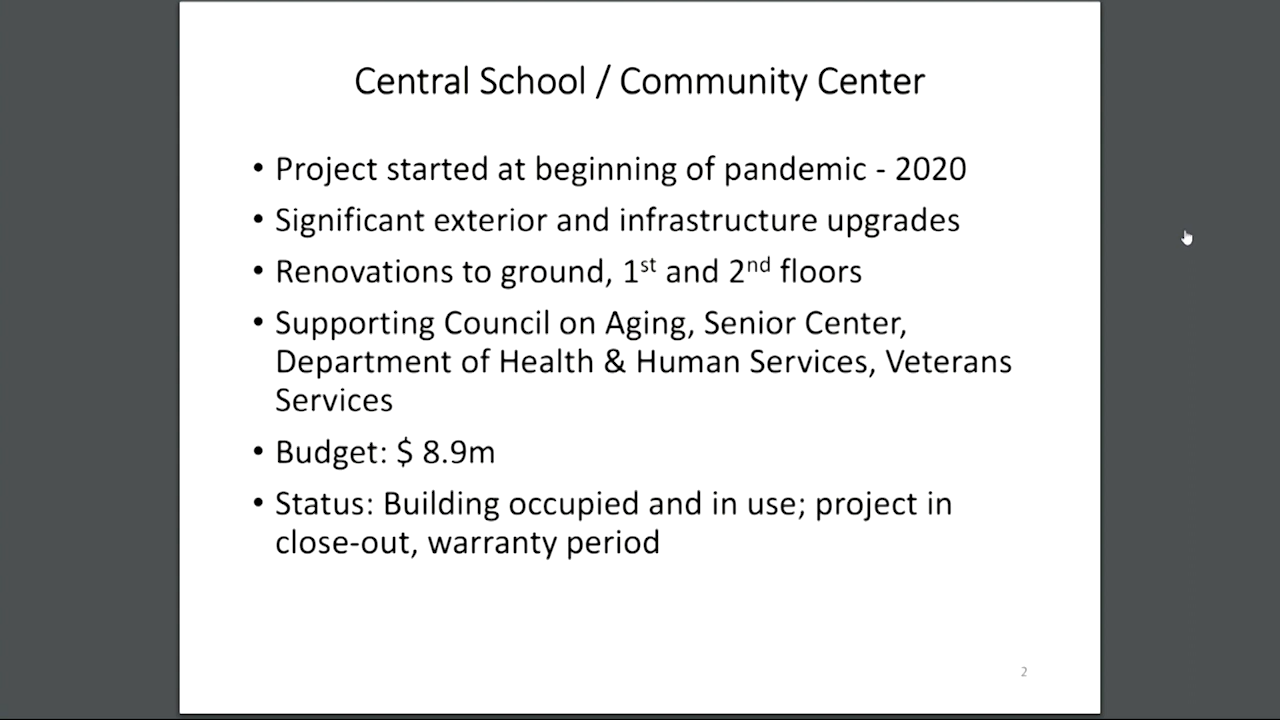 Central School / Community Center
• Project started at beginning of pandemic - 2020
• Significant exterior and infrastructure upgrades
• Renovations to ground, 1st and 2nd floors
• Supporting Council on Aging, Senior Center,
Department of Health & Human Services, Veterans
Services
• Budget: $ 8.9m
• Status: Building occupied and in use; project in
close-out, warranty period
2